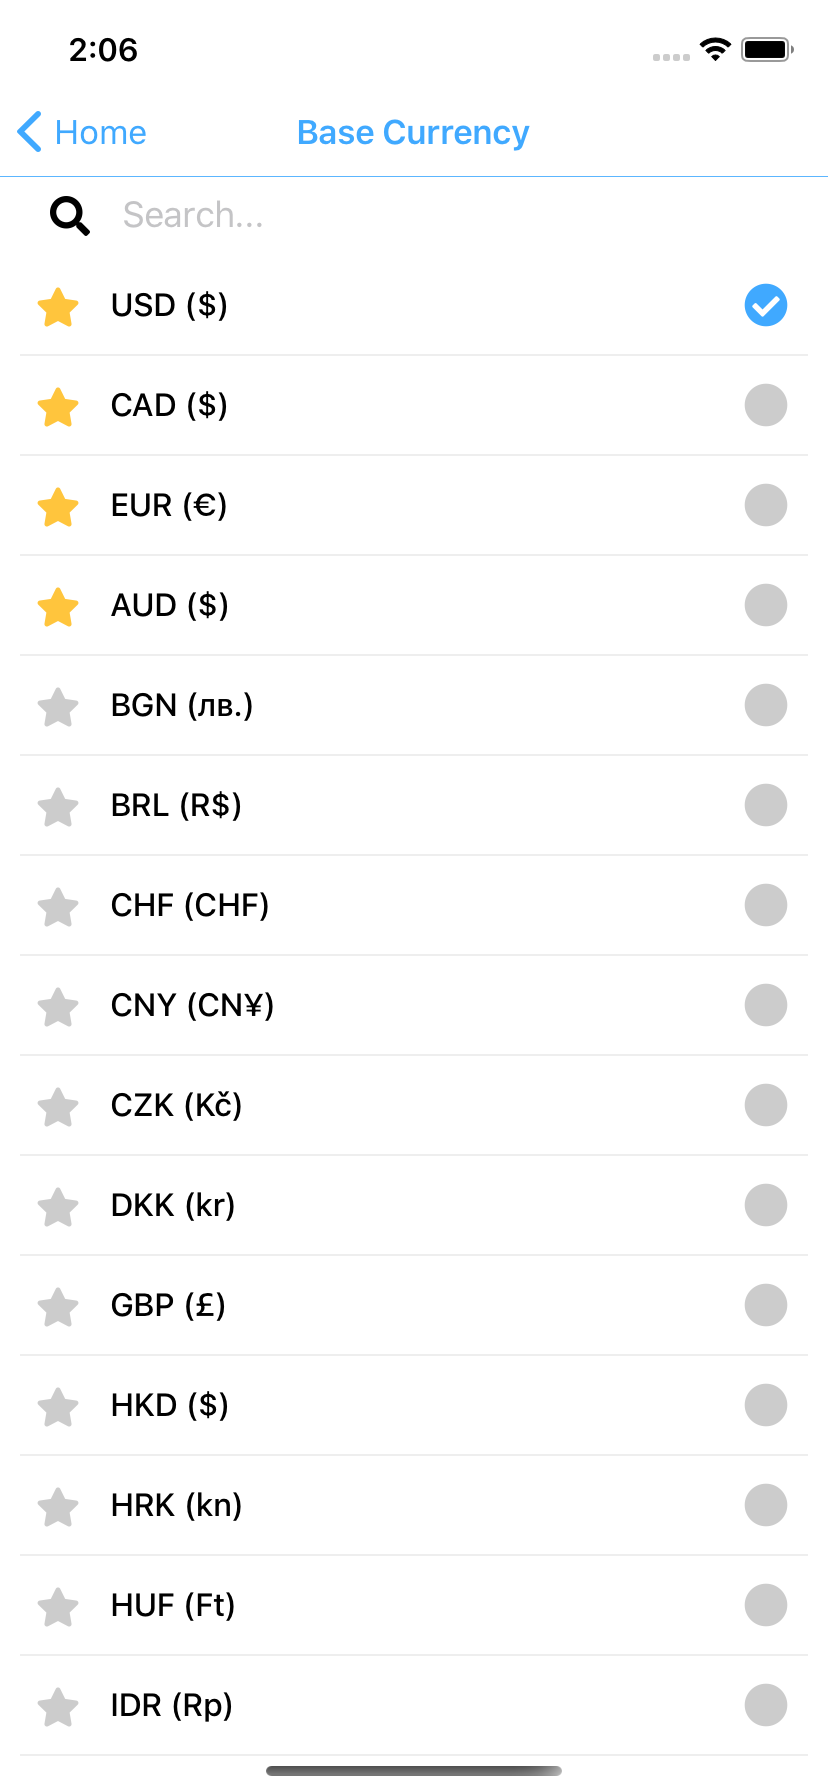 2:06
Home
Base Currency
Search...
USD ($)
CAD ($)
EUR (€)
AUD ($)
BGN (лв.)
BRL (R$)
CHF (CHF)
CNY (CN¥)
CZK (Kč)
DKK (kr)
GBP (£)
HKD ($)
HRK (kn)
HUF (Ft)
IDR (Rp)